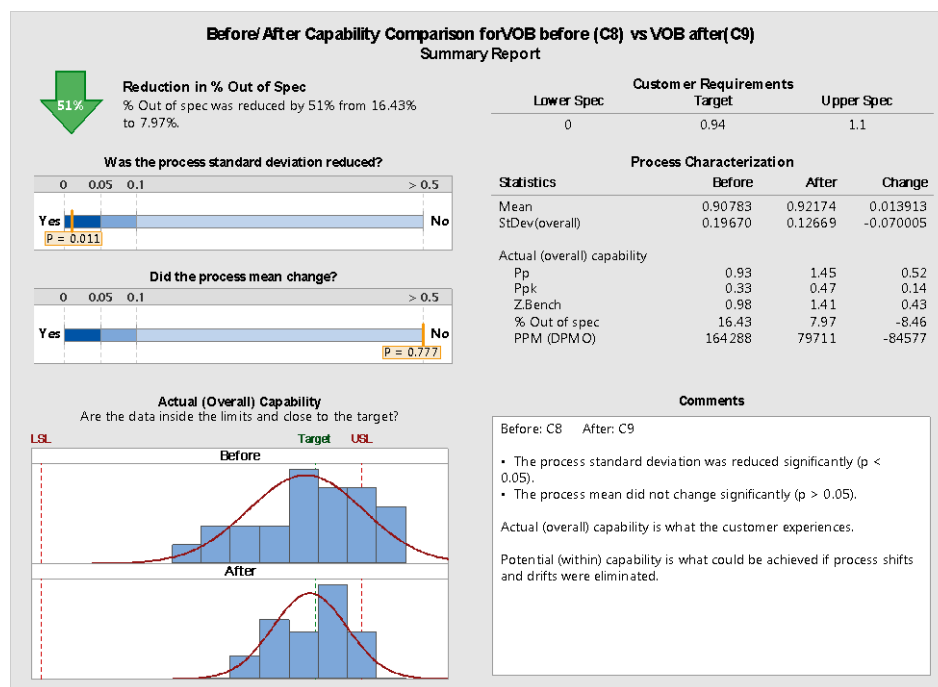 Before/After Capability Comparison forVOB before (C8) vs VOB after(C9)
Summary Report
51%
Reduction in % Out of Spec
% Out of spec was reduced by 51% from 16.43%
to 7.97%.
Customer Requirements
Lower Spec Target Upper Spec
0 0.94 1.1
Was the process standard deviation reduced?
0 0.05 0.1 > 0.5
Yes No
P = 0.011
Did the process mean change?
0 0.05 0.1 > 0.5
Yes No
P = 0.777
Process Characterization
Statistics Before After Change
Mean 0.90783 0.92174 0.013913
StDev(overall) 0.19670 0.12669 -0.070005
Actual (overall) capability
Pp 0.93 1.45 0.52
Ppk 0.33 0.47 0.14
Z.Bench 0.98 1.41 0.43
% Out of spec 16.43 7.97 -8.46
PPM (DPMO) 164288 79711 -84577
Actual (Overall) Capability
Are the data inside the limits and close to the target?
LSL Target USL
Before
After
Comments
Before: C8 After: C9
• The process standard deviation was reduced significantly (p <
0.05).
• The process mean did not change significantly (p > 0.05).
Actual (overall) capability is what the customer experiences.
Potential (within) capability is what could be achieved if process shifts
and drifts were eliminated.